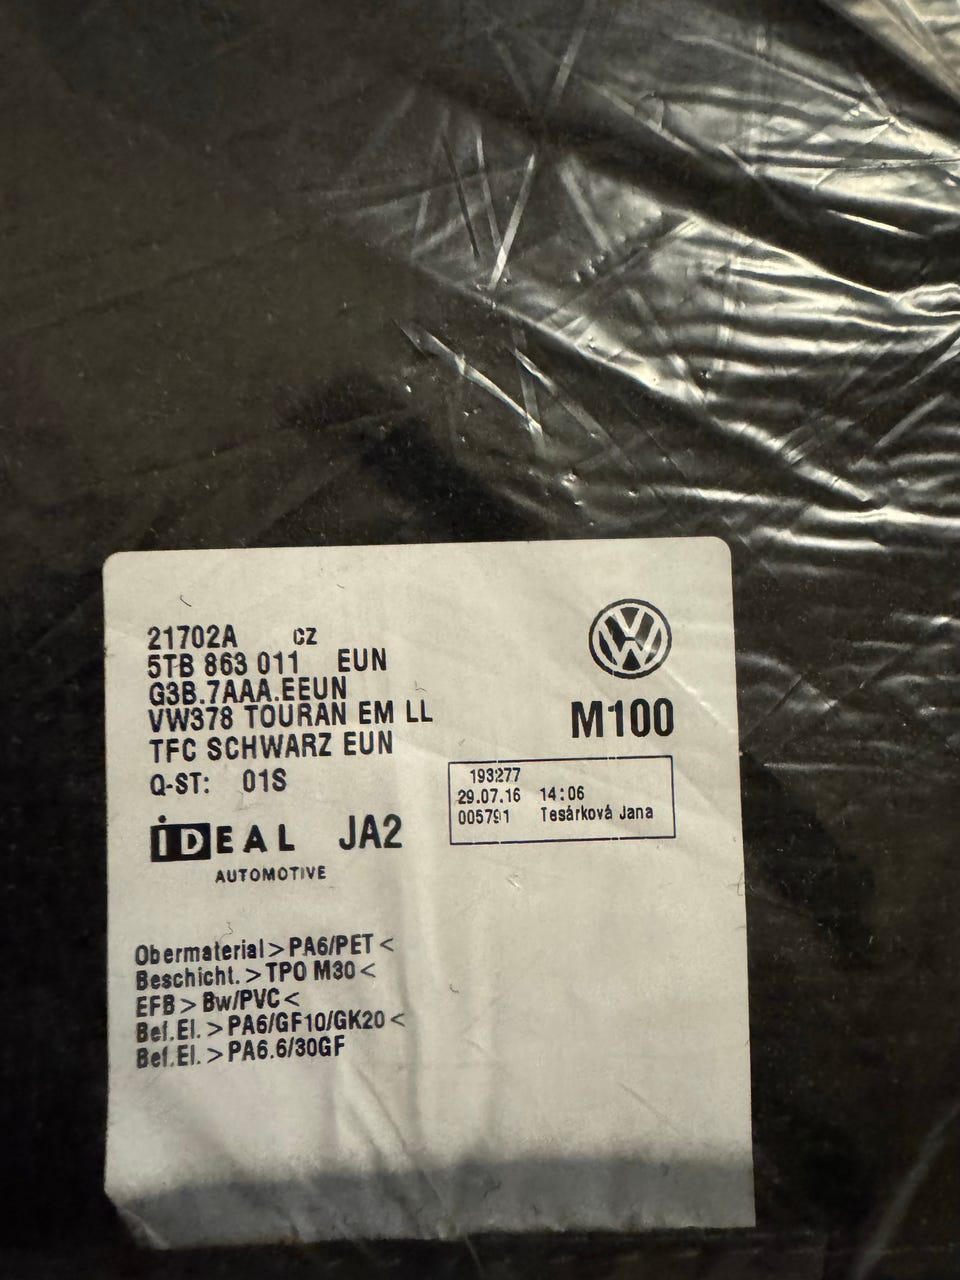 21702A CZ
5TB 863 011 EUN
G3B.7AAA.EEUN
VW378 TOURAN EM LL
TFC SCHWARZ EUN
Q-ST: 01S
M100
193277
29.07.16 14:06
005791 Tesárková Jana
iDEAL JA2
AUTOMOTIVE
Obermaterial>PA6/PET<
Beschicht.>TPO M30<
EFB>Bw/PVC<
Bef.El.>PA6/GF10/GK20<
Bef.El.>PA6.6/30GF